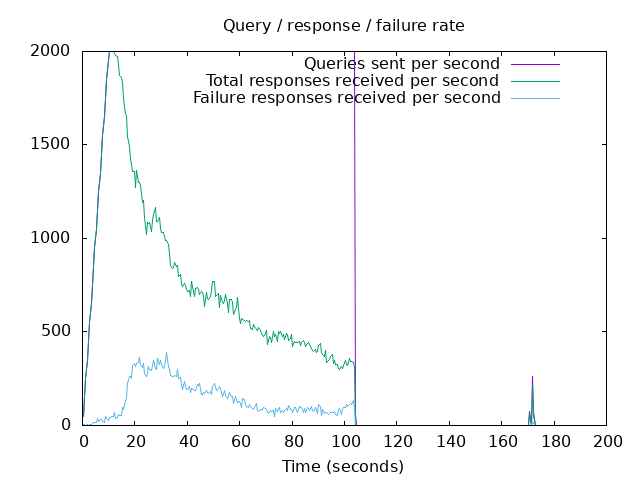 Query / response / failure rate
2000
1500
1000
500
0
Queries sent per second
Total responses received per second
Failure responses received per second
0 20 40 60 80 100 120 140 160 180 200
Time (seconds)